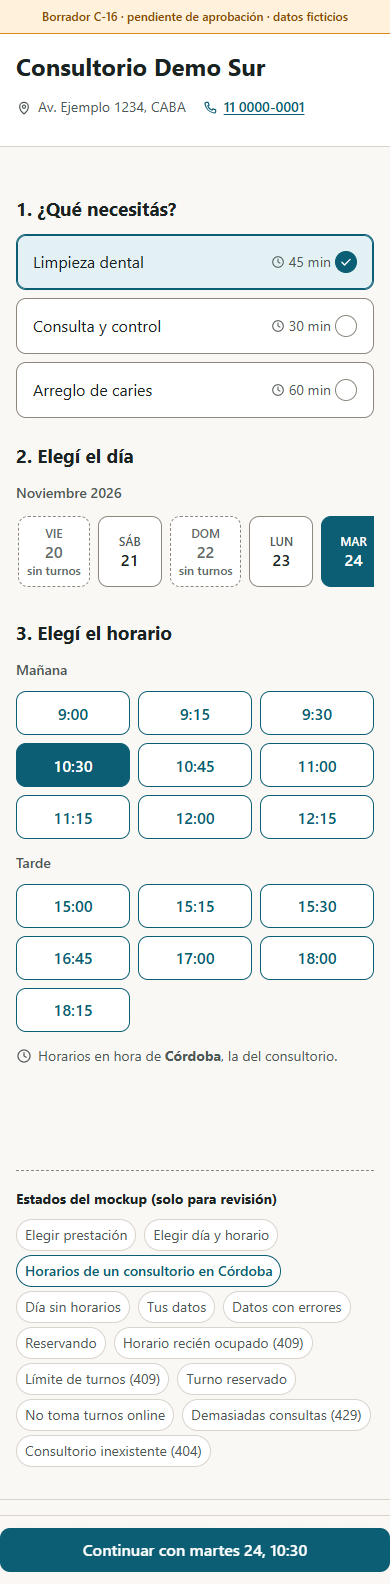 Borrador C-16 · pendiente de aprobación · datos ficticios
Consultorio Demo Sur
Av. Ejemplo 1234, CABA 11 0000-0001
1. ¿Qué necesitás?
Limpieza dental 45 min
Consulta y control 30 min
Arreglo de caries 60 min
2. Elegí el día
Noviembre 2026
VIE SÁB DOM LUN MAR
20 21 22 23 24
sin turnos sin turnos
3. Elegí el horario
Mañana
9:00 9:15 9:30
10:30 10:45 11:00
11:15 12:00 12:15
Tarde
15:00 15:15 15:30
16:45 17:00 18:00
18:15
Horarios en hora de Córdoba, la del consultorio.
Estados del mockup (solo para revisión)
Elegir prestación Elegir día y horario
Horarios de un consultorio en Córdoba
Día sin horarios Tus datos Datos con errores
Reservando Horario recién ocupado (409)
Límite de turnos (409) Turno reservado
No toma turnos online Demasiadas consultas (429)
Consultorio inexistente (404)
Continuar con martes 24, 10:30